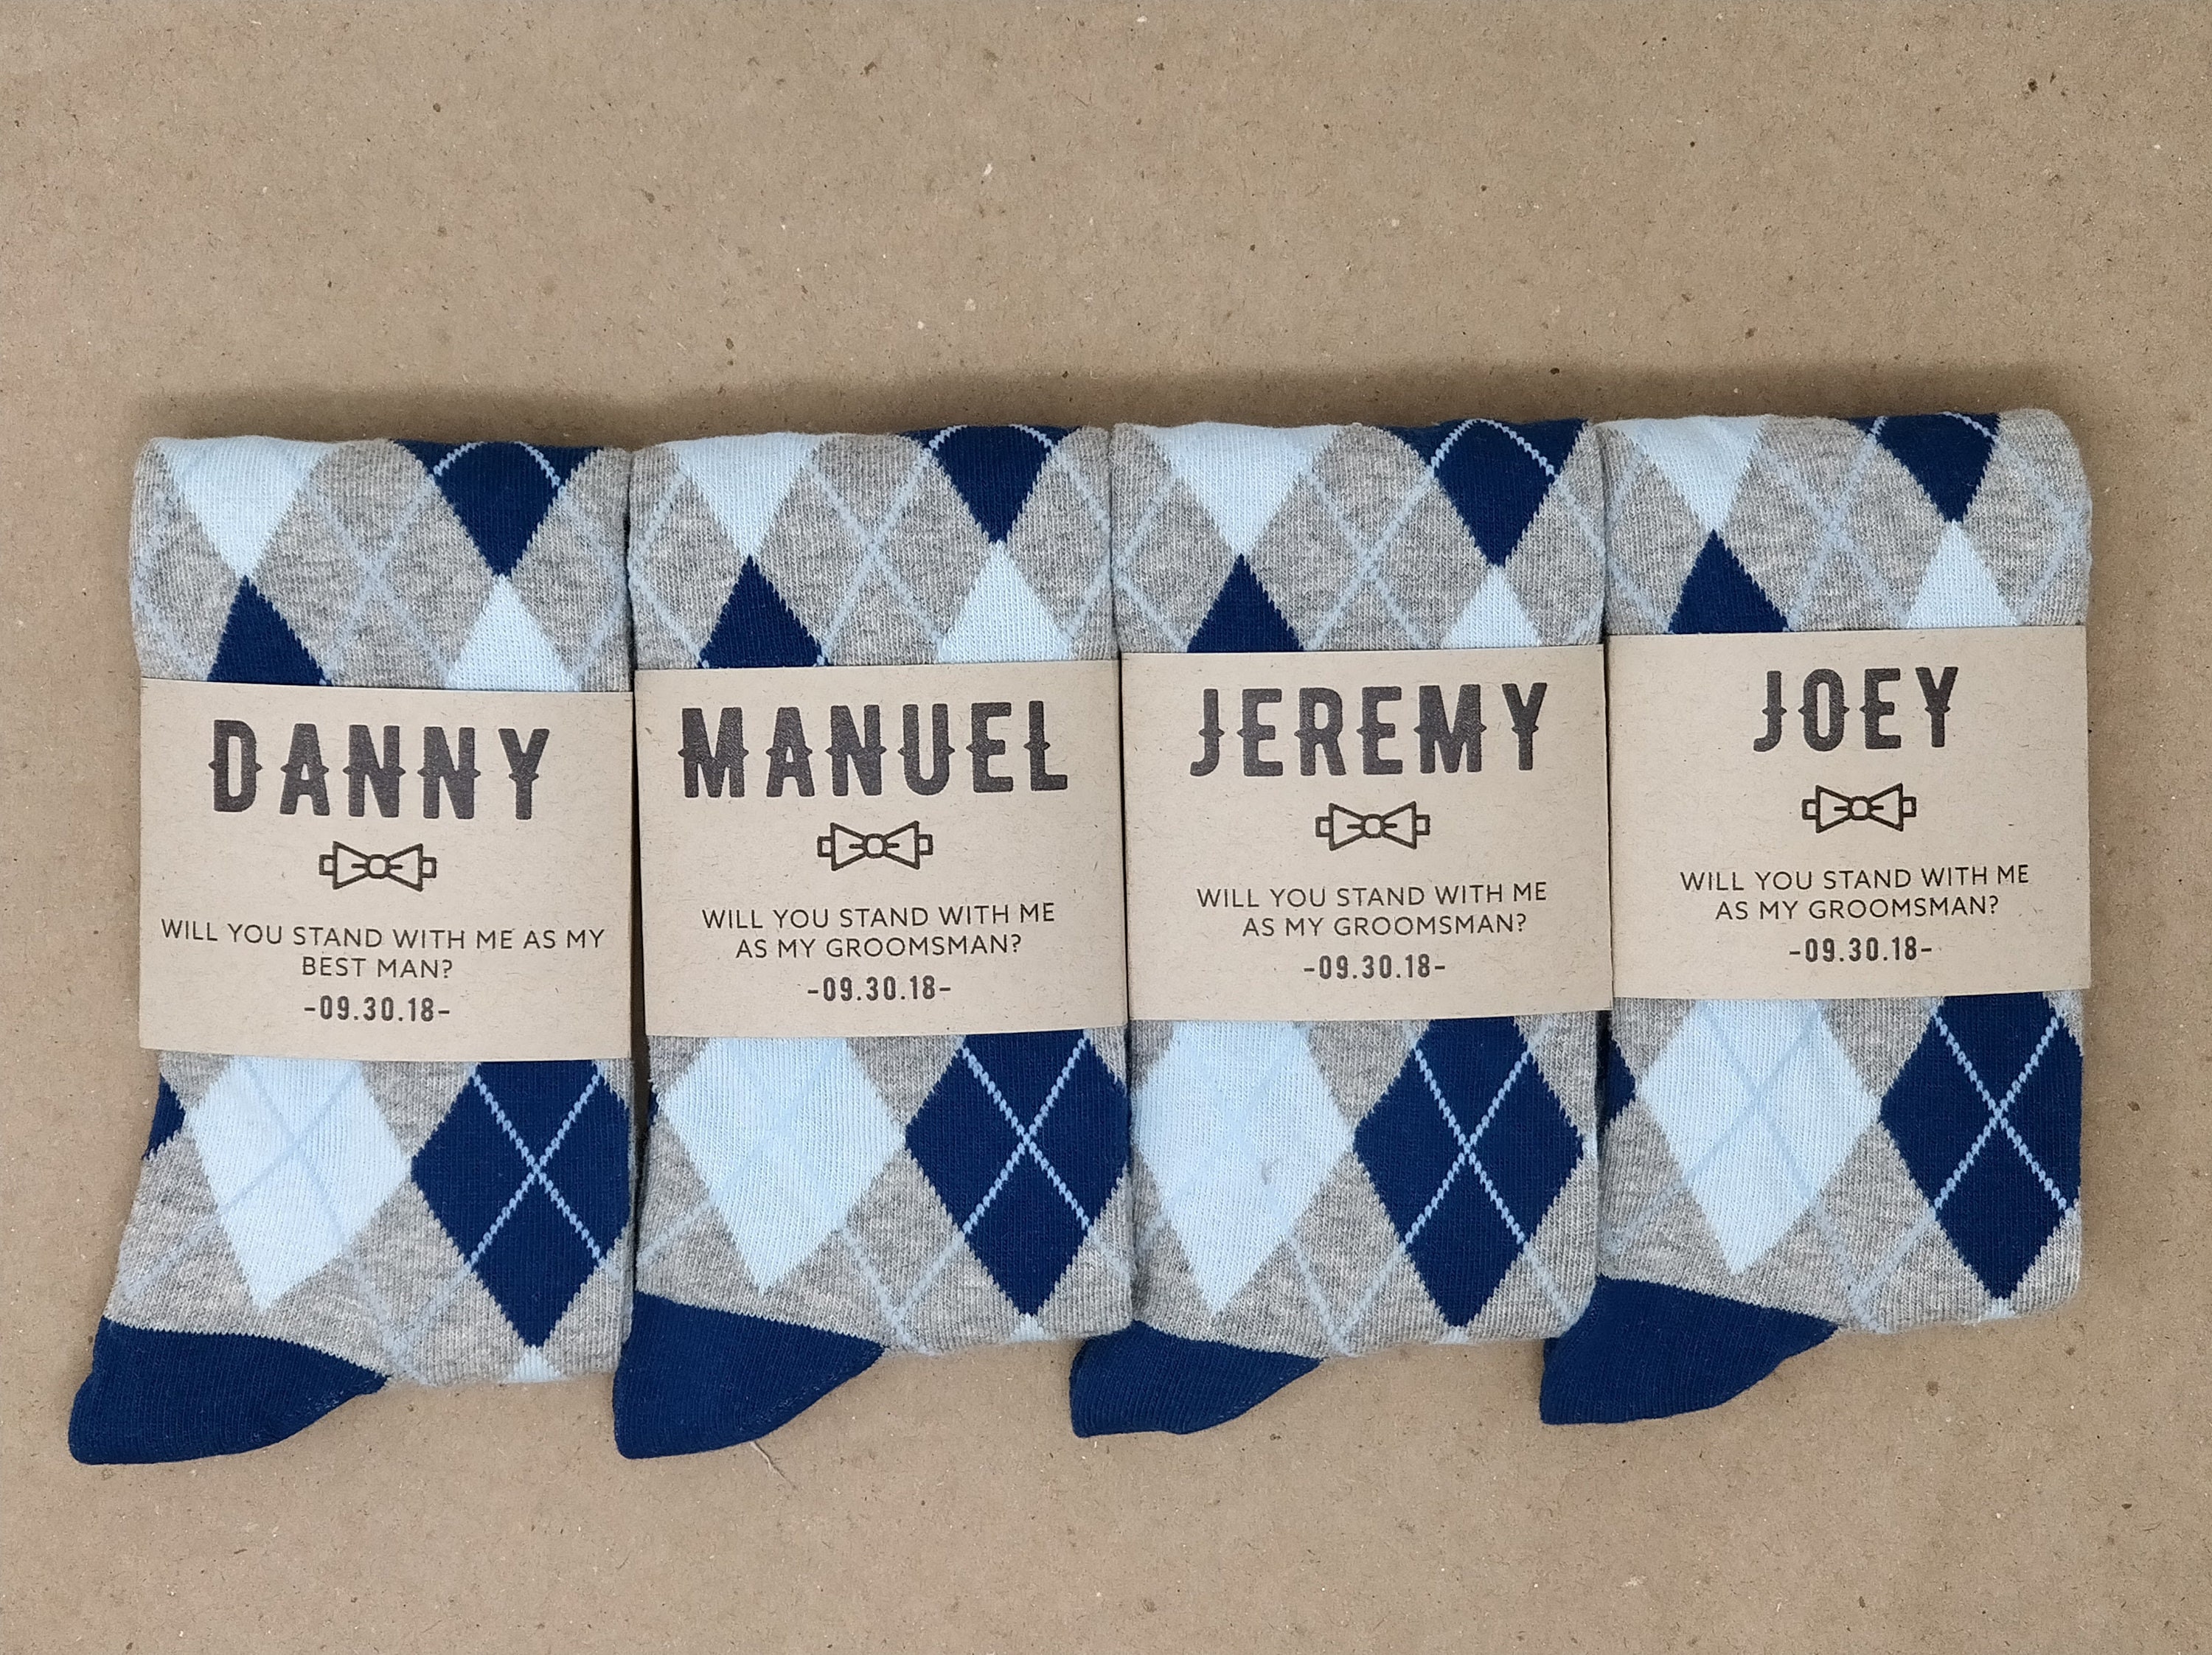 DANNY
WILL YOU STAND WITH ME AS MY
BEST MAN?
-09.30.18-
MANUEL
WILL YOU STAND WITH ME
AS MY GROOMSMAN?
-09.30.18-
JEREMY
WILL YOU STAND WITH ME
AS MY GROOMSMAN?
-09.30.18-
JOEY
WILL YOU STAND WITH ME
AS MY GROOMSMAN?
-09.30.18-